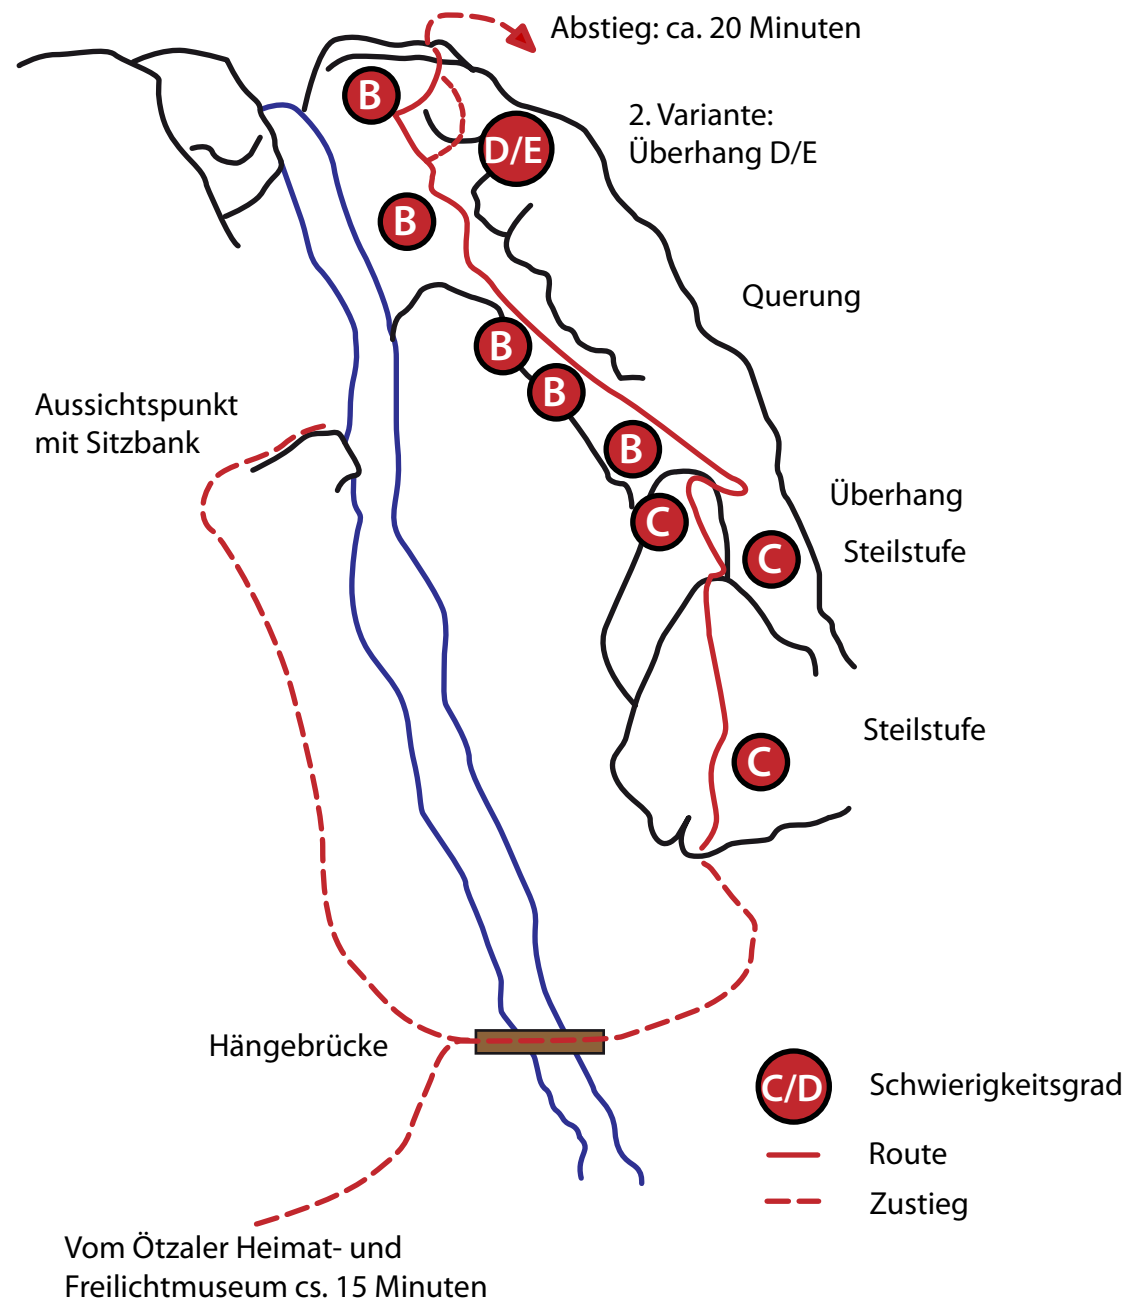 Abstieg: ca. 20 Minuten
B
2. Variante:
Überhang D/E
D/E
B
Querung
B
B
Aussichtspunkt
mit Sitzbank
B
Überhang
C
Steilstufe
C
Steilstufe
C
Hängebrücke
C/D
Schwierigkeitsgrad
Route
Zustieg
Vom Ötzaler Heimat- und
Freilichtmuseum cs. 15 Minuten